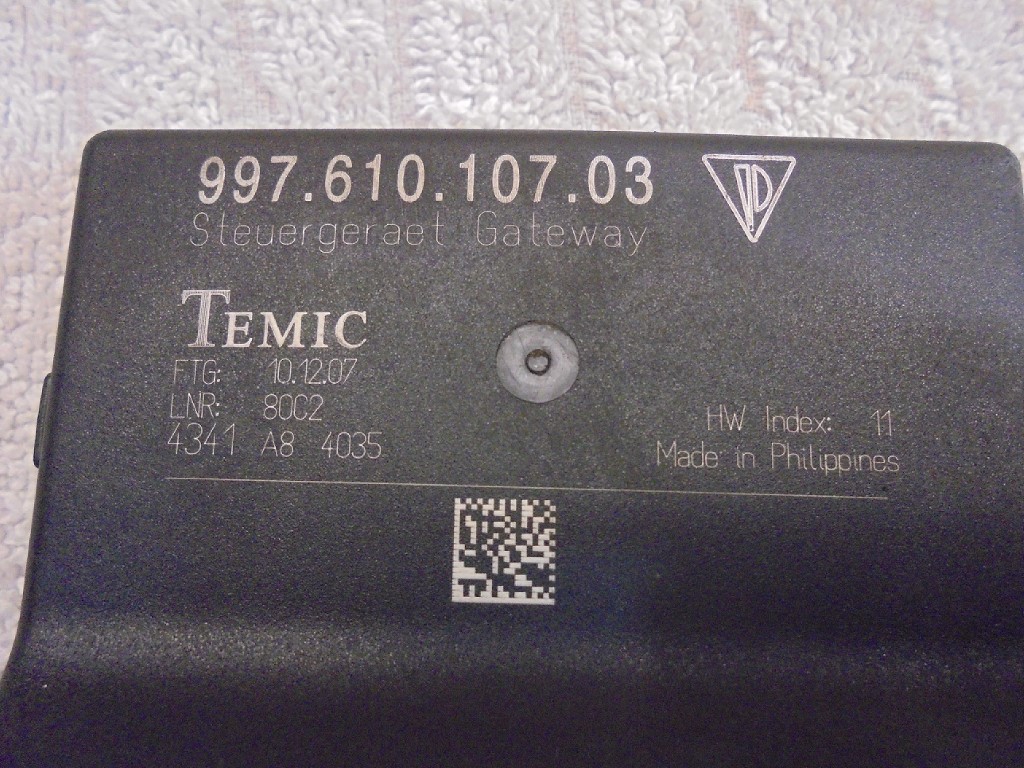 997.610.107.03
Steuergeraet Gateway
TEMIC
FTG: 10.12.07
LNR: 80C2
4341 A8 4035
HW Index: 11
Made in Philippines